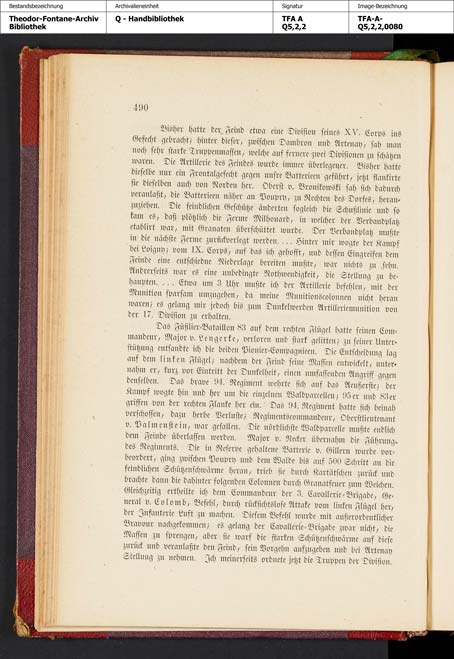 Bestandsbezeichnung
Archivalieneinheit
Signatur
Image-Bezeichnung
Theodor-Fontane-Archiv
Bibliothek
Q - Handbibliothek
TFA A
Q5,2,2
TFA-A-
Q5,2,2,0080
490
Bisher hatte der Feind etwa eine Division seines XV. Corps ins
Gefecht gebracht; hinter dieser, zwischen Dambron und Artenay, sah man
noch sehr starke Truppenmassen, welche auf fernere zwei Divisionen zu schätzen
waren. Die Artillerie des Feindes wurde immer überlegener. Bisher hatte
dieselbe nur ein Frontalgefecht gegen unsre Batterieen geführt, jetzt flankirte
sie dieselben auch von Norden her. Oberst v. Bronikowski sah sich dadurch
veranlaßt, die Batterieen näher an Poupry, zu Rechten des Dorfes, heran-
zuziehen. Die feindlichen Geschütze änderten sogleich die Schußlinie und so
kam es, daß plötzlich die Ferme Milhouard, in welcher der Verbandplatz
etablirt war, mit Granaten überschüttet wurde. Der Verbandplatz mußte
in die nächste Ferme zurückverlegt werden. ... Hinter mir wogte der Kampf
bei Loigny; vom IX. Corps, auf das ich gehofft, und dessen Eingreifen dem
Feinde eine entschiedne Niederlage bereiten mußte, war nichts zu sehn.
Andrerseits war es eine unbedingte Nothwendigkeit, die Stellung zu be-
haupten. ... Etwa um 3 Uhr mußte ich der Artillerie befehlen, mit der
Munition sparsam umzugehen, da meine Munitionscolonnen nicht heran
waren; es gelang mir jedoch bis zum Dunkelwerden Artilleriemunition von
der 17. Division zu erhalten.
Das Füsilier-Bataillon 83 auf dem rechten Flügel hatte seinen Com-
mandeur, Major v. Lengerke, verloren und stark gelitten; zu seiner Unter-
stützung entsandte ich die beiden Pionier-Compagnieen. Die Entscheidung lag
auf dem linken Flügel; nachdem der Feind seine Massen entwickelt, unter-
nahm er, kurz vor Eintritt der Dunkelheit, einen umfassenden Angriff gegen
denselben. Das brave 94. Regiment wehrte sich auf das Aeußerste; der
Kampf wogte hin und her um die einzelnen Waldparcellen; 95er und 83er
griffen von der rechten Flanke her ein. Das 94. Regiment hatte sich beinah
verschossen, dazu herbe Verluste; Regimentscommandeur, Oberstlieutenant
v. Palmenstein, war gefallen. Die nördlichste Waldparcelle mußte endlich
dem Feinde überlassen werden. Major v. Necker übernahm die Führung
des Regiments. Die in Reserve gehaltene Batterie v. Gillern wurde vor-
beordert, ging zwischen Poupry und dem Walde bis auf 500 Schritt an die
feindlichen Schützenschwärme heran, trieb sie durch Kartätschen zurück und
brachte dann die dahinter folgenden Colonnen durch Granatfeuer zum Weichen.
Gleichzeitig ertheilte ich dem Commandeur der 3. Cavallerie-Brigade, Ge-
neral v. Colomb, Befehl, durch rücksichtslose Attake vom linken Flügel her,
der Infanterie Luft zu machen. Diesem Befehl wurde mit außerordentlicher
Bravour nachgekommen; es gelang der Cavallerie-Brigade zwar nicht, die
Massen zu sprengen, aber sie warf die starken Schützenschwärme auf diese
zurück und veranlaßte den Feind, sein Vorgehn aufzugeben und bei Artenay
Stellung zu nehmen. Ich meinerseits ordnete jetzt die Truppen der Division.